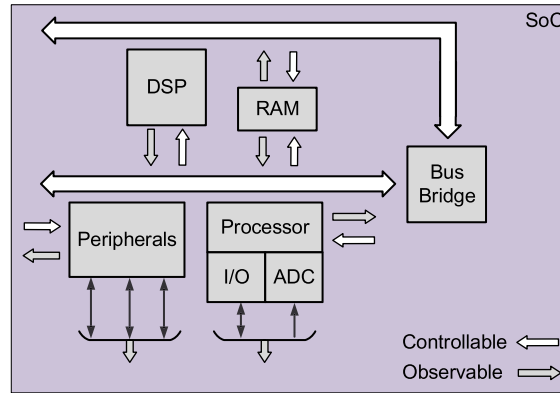 SoC
DSP
RAM
Bus
Bridge
Peripherals
Processor
I/O
ADC
Controllable
Observable